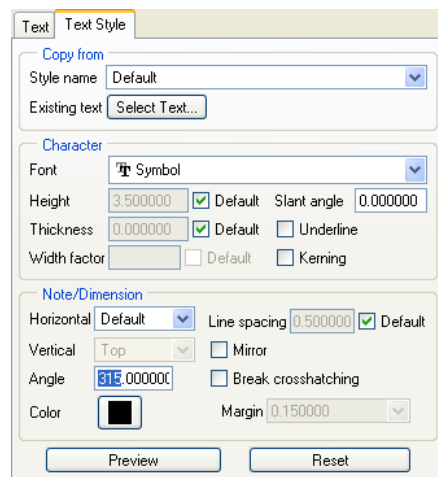 Text Text Style
Copy from
Style name Default
Existing text Select Text...
Character
Font Symbol
Height 3.500000 Default Slant angle 0.000000
Thickness 0.000000 Default Underline
Width factor Default Kerning
Note/Dimension
Horizontal Default Line spacing 0.500000 Default
Vertical Top Mirror
Angle 315.000000 Break crosshatching
Color Margin 0.150000
Preview Reset